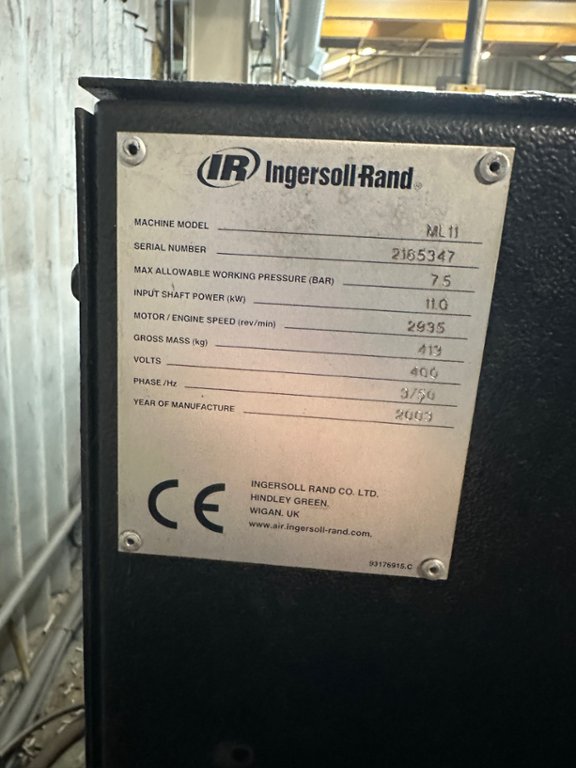 IR Ingersoll-Rand®
MACHINE MODEL ML11
SERIAL NUMBER 2165347
MAX ALLOWABLE WORKING PRESSURE (BAR) 7.5
INPUT SHAFT POWER (kW) 11.0
MOTOR / ENGINE SPEED (rev/min) 2935
GROSS MASS (kg) 413
VOLTS 400
PHASE /Hz 3/50
YEAR OF MANUFACTURE 2003
CE
INGERSOLL RAND CO. LTD.
HINDLEY GREEN,
WIGAN. UK
www.air.ingersoll-rand.com.
93176915.C